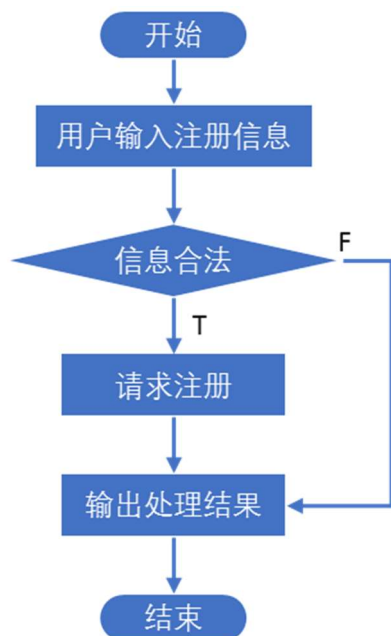 开始
用户输入注册信息
信息合法
F
T
请求注册
输出处理结果
结束